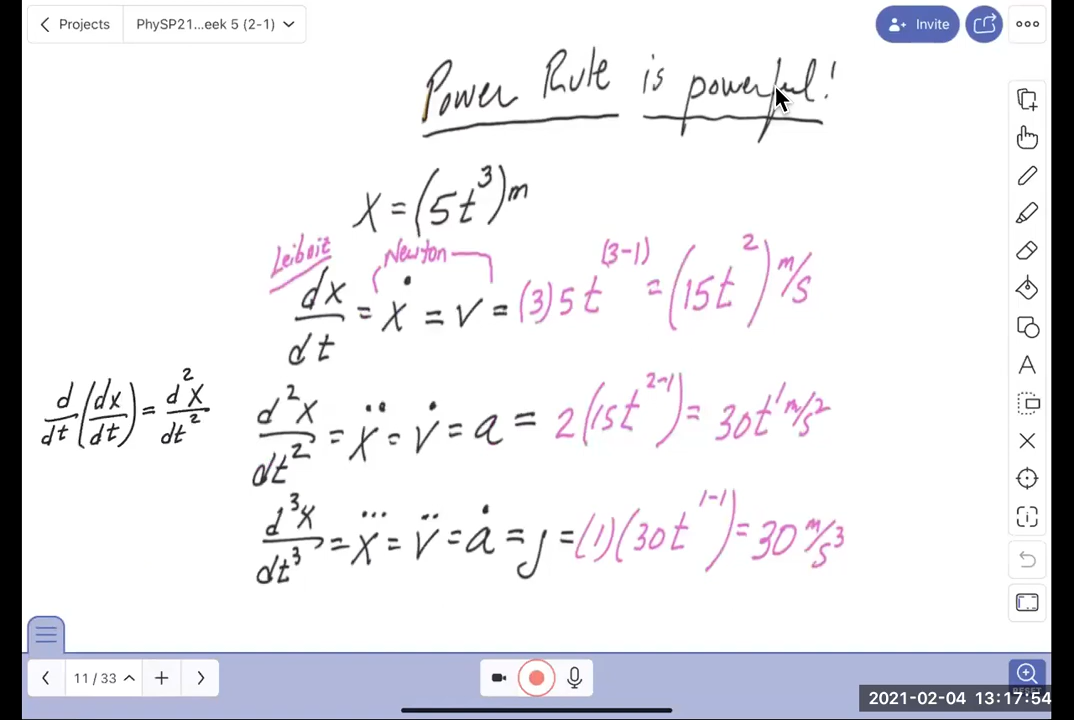 Projects
PhySP21...eek 5 (2-1)
Invite
Power Rule is powerful!
x = (5t³)m
Leibniz
Newton
dx/dt = ẋ = v = (3)5t^(3-1) = (15t²) m/s
d/dt (dx/dt) = d²x/dt²
d²x/dt² = ẍ = v̇ = a = 2(15t^(2-1)) = 30t¹ m/s²
d³x/dt³ = x⃛ = v̈ = ȧ = j = (1)(30t^(1-1)) = 30 m/s³
A
11 / 33
RESET
2021-02-04 13:17:54